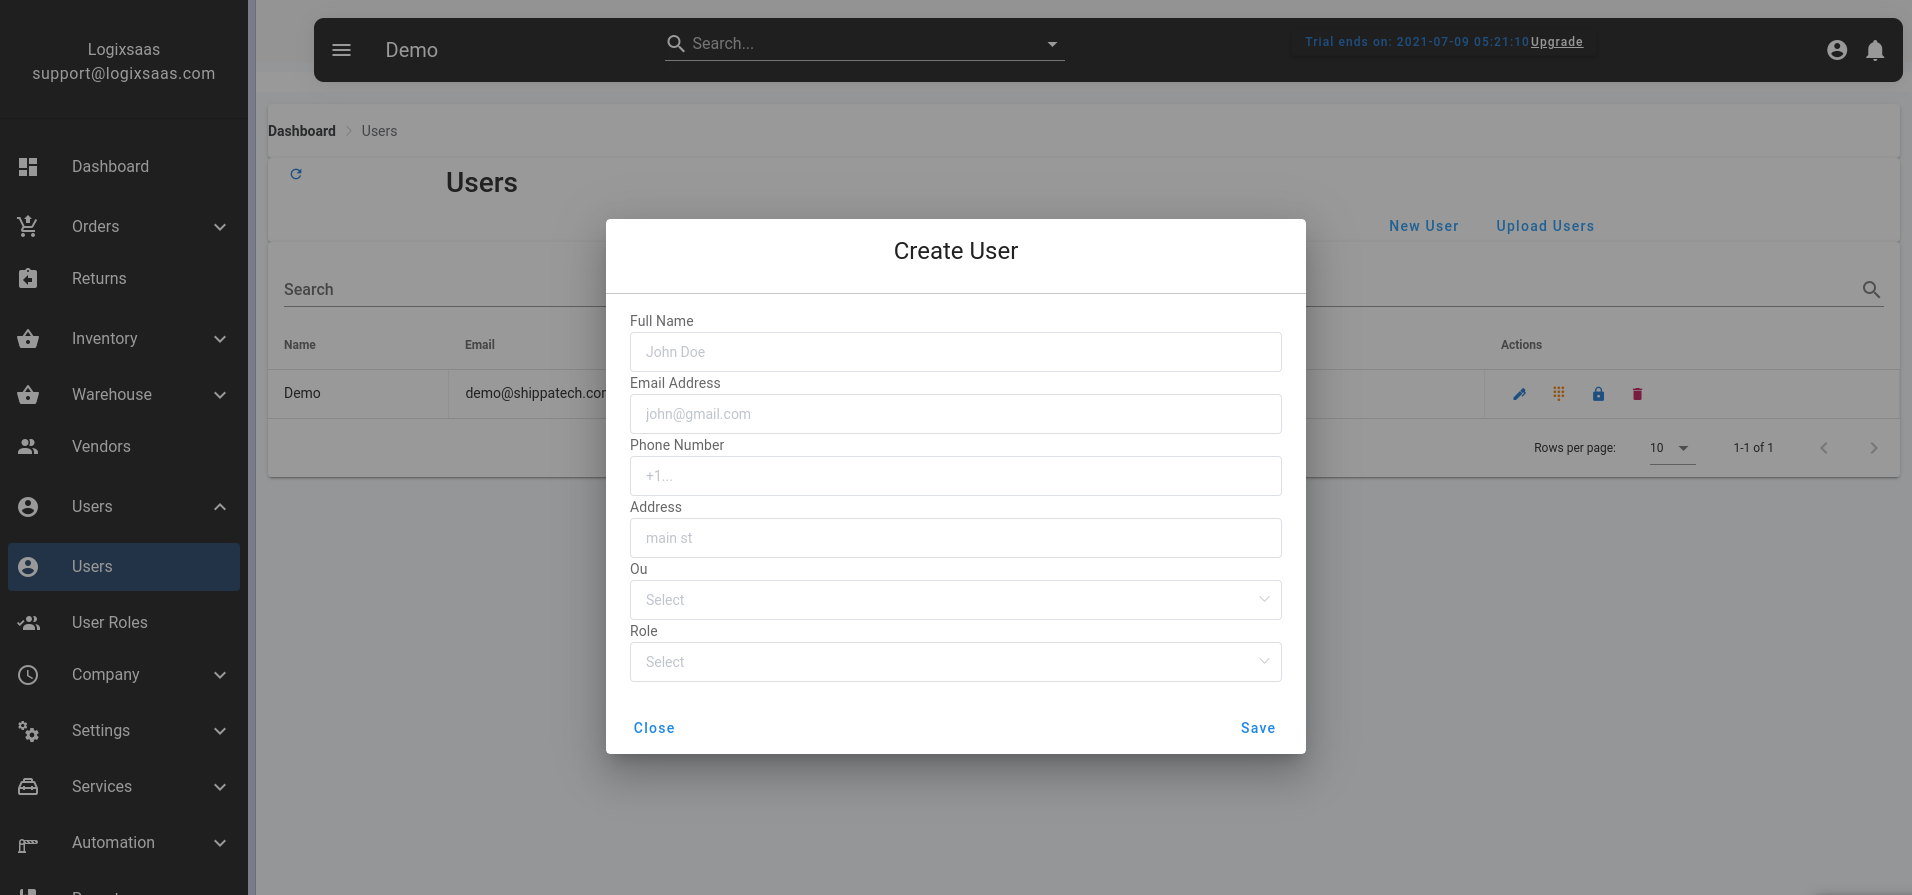 Logixsaas
support@logixsaas.com
Dashboard
Orders
Returns
Inventory
Warehouse
Vendors
Users
Users
User Roles
Company
Settings
Services
Automation
Demo
Search...
Trial ends on: 2021-07-09 05:21:10 Upgrade
Dashboard > Users
Users
New User Upload Users
Search
Name Email Actions
Demo demo@shippatech.cor
Rows per page: 10 1-1 of 1
Create User
Full Name
John Doe
Email Address
john@gmail.com
Phone Number
+1...
Address
main st
Ou
Select
Role
Select
Close Save